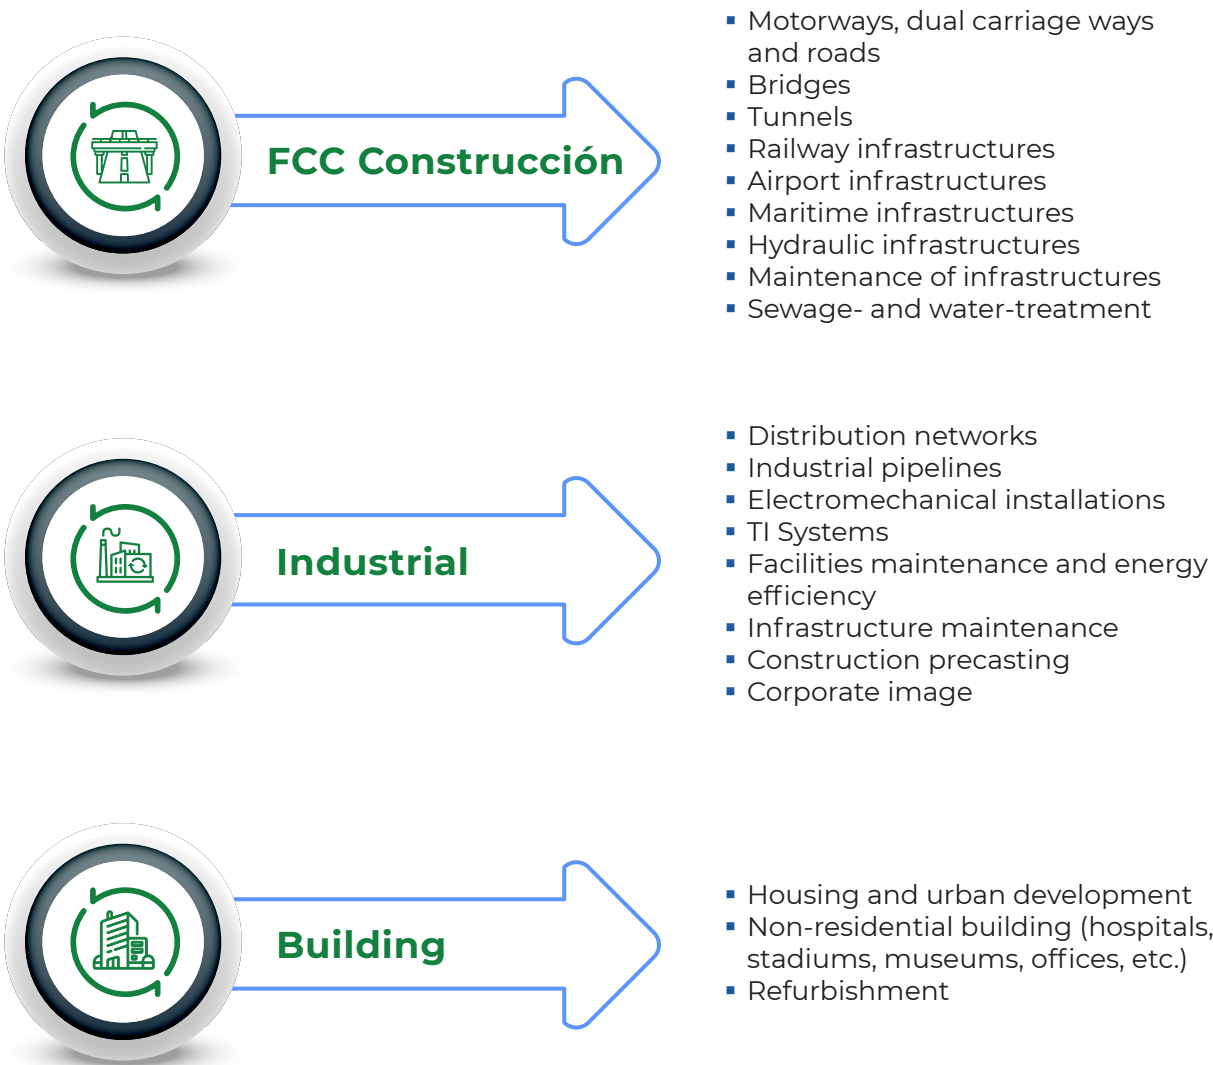 FCC Construcción
▪ Motorways, dual carriage ways
and roads
▪ Bridges
▪ Tunnels
▪ Railway infrastructures
▪ Airport infrastructures
▪ Maritime infrastructures
▪ Hydraulic infrastructures
▪ Maintenance of infrastructures
▪ Sewage- and water-treatment
Industrial
▪ Distribution networks
▪ Industrial pipelines
▪ Electromechanical installations
▪ TI Systems
▪ Facilities maintenance and energy
efficiency
▪ Infrastructure maintenance
▪ Construction precasting
▪ Corporate image
Building
▪ Housing and urban development
▪ Non-residential building (hospitals,
stadiums, museums, offices, etc.)
▪ Refurbishment